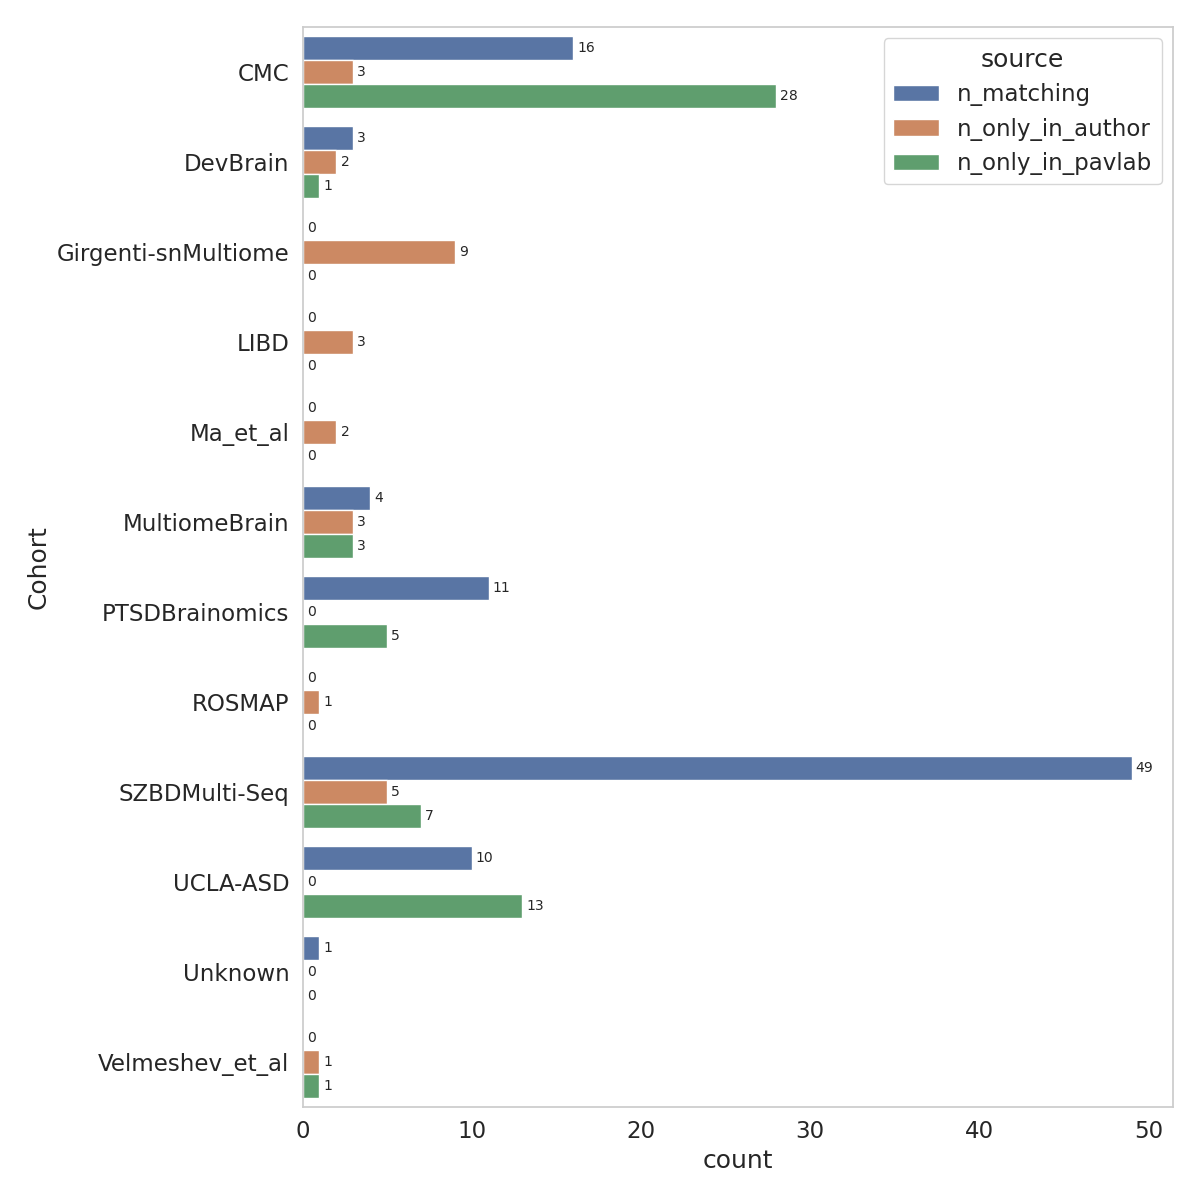 CMC
16
3
28
DevBrain
3
2
1
Girgenti-snMultiome
0
9
0
LIBD
0
3
0
Ma_et_al
0
2
0
MultiomeBrain
4
3
3
PTSDBrainomics
11
0
5
ROSMAP
0
1
0
SZBDMulti-Seq
49
5
7
UCLA-ASD
10
0
13
Unknown
1
0
0
Velmeshev_et_al
0
1
1
Cohort
0 10 20 30 40 50
count
source
n_matching
n_only_in_author
n_only_in_pavlab